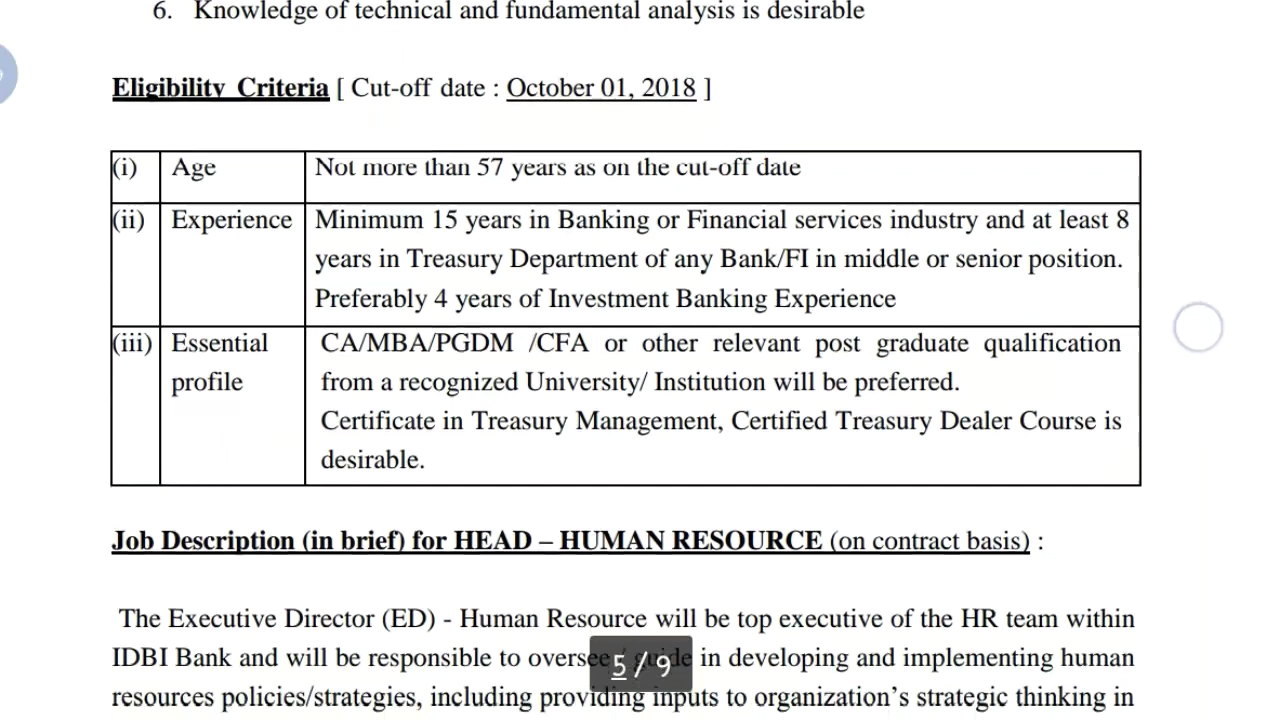 6. Knowledge of technical and fundamental analysis is desirable
Eligibility Criteria [ Cut-off date : October 01, 2018 ]
(i) Age Not more than 57 years as on the cut-off date
(ii) Experience Minimum 15 years in Banking or Financial services industry and at least 8
years in Treasury Department of any Bank/FI in middle or senior position.
Preferably 4 years of Investment Banking Experience
(iii) Essential CA/MBA/PGDM /CFA or other relevant post graduate qualification
profile from a recognized University/ Institution will be preferred.
Certificate in Treasury Management, Certified Treasury Dealer Course is
desirable.
Job Description (in brief) for HEAD – HUMAN RESOURCE (on contract basis) :
The Executive Director (ED) - Human Resource will be top executive of the HR team within
IDBI Bank and will be responsible to oversee / guide in developing and implementing human
5 / 9
resources policies/strategies, including providing inputs to organization’s strategic thinking in